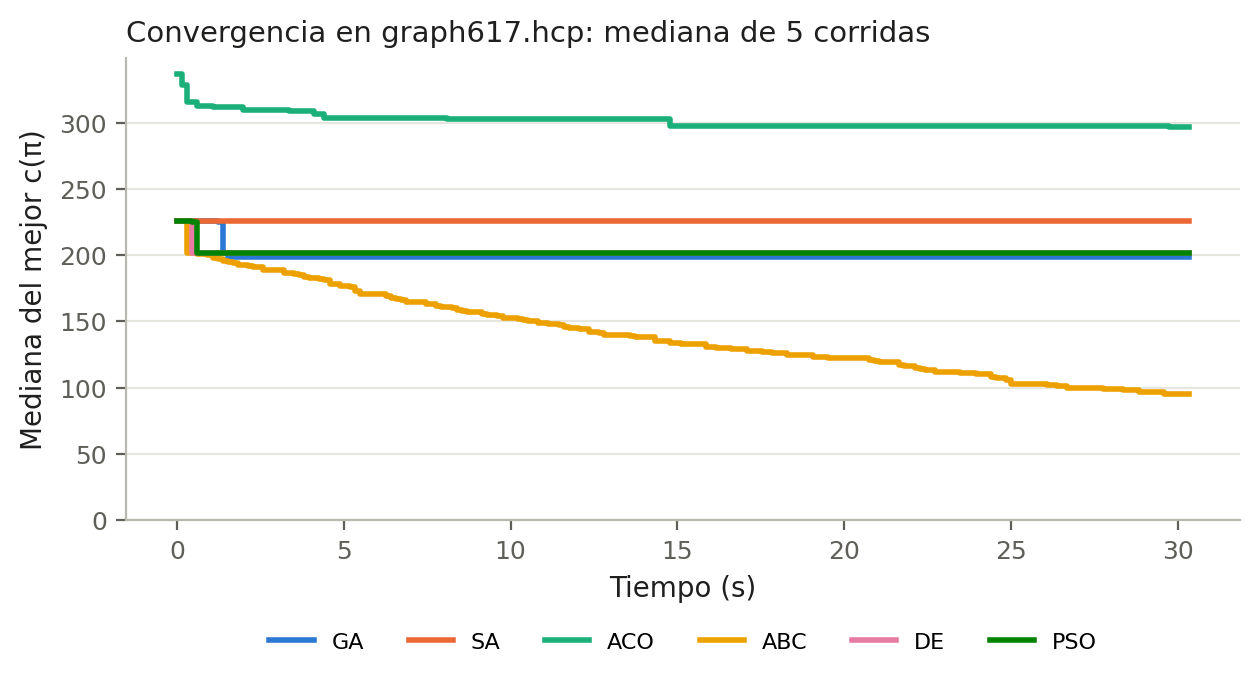 Convergencia en graph617.hcp: mediana de 5 corridas
Mediana del mejor c(π)
300
250
200
150
100
50
0
0 5 10 15 20 25 30
Tiempo (s)
GA SA ACO ABC DE PSO